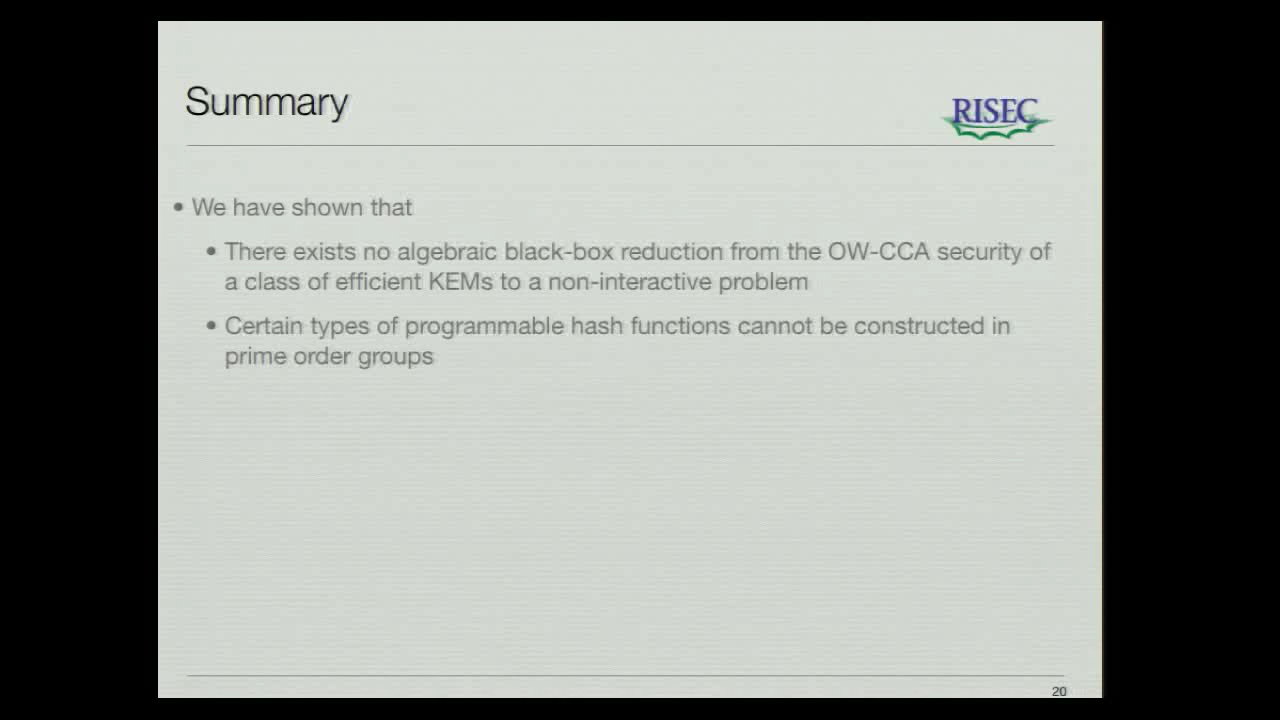 Summary
RISEC
• We have shown that
• There exists no algebraic black-box reduction from the OW-CCA security of
a class of efficient KEMs to a non-interactive problem
• Certain types of programmable hash functions cannot be constructed in
prime order groups
20